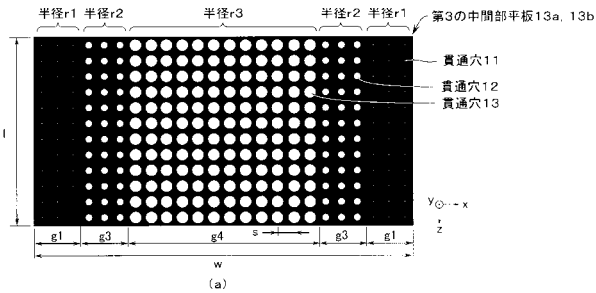 半径r1 半径r2 半径r3 半径r2 半径r1
第3の中間部平板13a, 13b
貫通穴11
貫通穴12
貫通穴13
l
y x
z
g1 g3 g4 s g3 g1
w
(a)